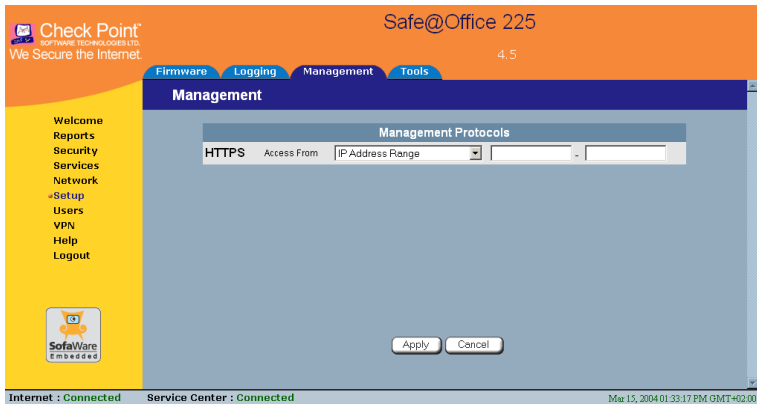 Check Point™
SOFTWARE TECHNOLOGIES LTD.
We Secure the Internet.
Safe@Office 225
4.5
Firmware Logging Management Tools
Management
Welcome
Reports
Security
Services
Network
Setup
Users
VPN
Help
Logout
Management Protocols
HTTPS Access From IP Address Range -
SofaWare
Embedded
Apply Cancel
Internet : Connected Service Center : Connected Mar 15, 2004 01:33:17 PM GMT+02:00